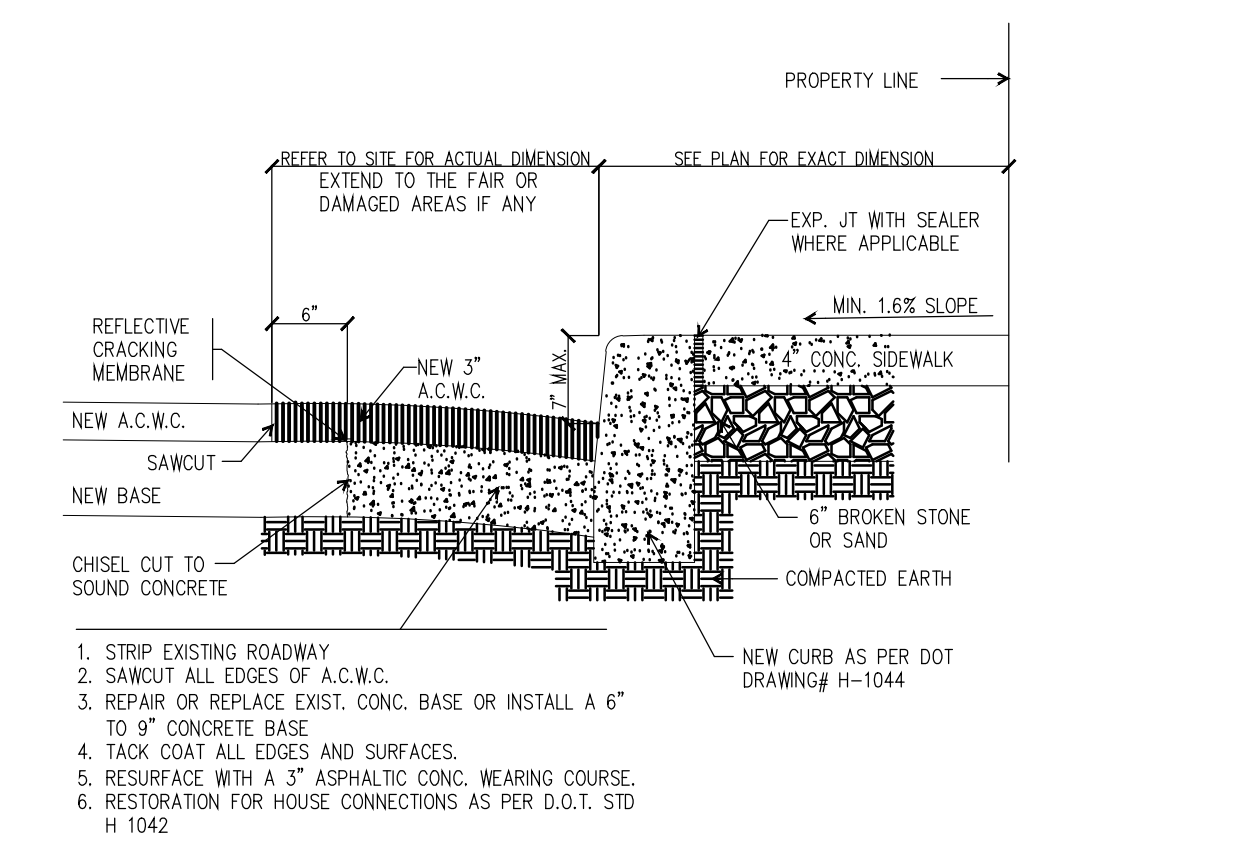 PROPERTY LINE
REFER TO SITE FOR ACTUAL DIMENSION
EXTEND TO THE FAIR OR
DAMAGED AREAS IF ANY
SEE PLAN FOR EXACT DIMENSION
EXP. JT WITH SEALER
WHERE APPLICABLE
MIN. 1.6% SLOPE
6"
REFLECTIVE
CRACKING
MEMBRANE
NEW 3"
A.C.W.C.
7" MAX.
4" CONC. SIDEWALK
NEW A.C.W.C.
SAWCUT
NEW BASE
6" BROKEN STONE
OR SAND
CHISEL CUT TO
SOUND CONCRETE
COMPACTED EARTH
NEW CURB AS PER DOT
DRAWING# H-1044
1. STRIP EXISTING ROADWAY
2. SAWCUT ALL EDGES OF A.C.W.C.
3. REPAIR OR REPLACE EXIST. CONC. BASE OR INSTALL A 6"
TO 9" CONCRETE BASE
4. TACK COAT ALL EDGES AND SURFACES.
5. RESURFACE WITH A 3" ASPHALTIC CONC. WEARING COURSE.
6. RESTORATION FOR HOUSE CONNECTIONS AS PER D.O.T. STD
H 1042